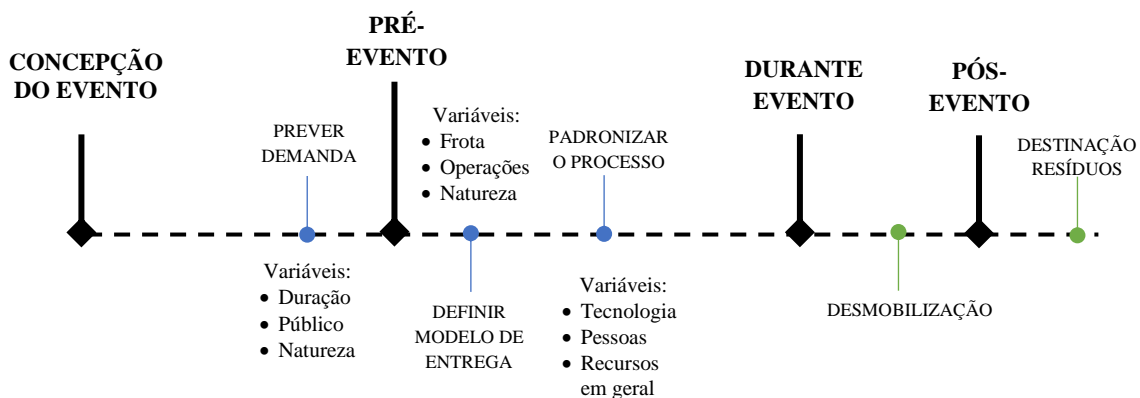 CONCEPÇÃO
DO EVENTO
PREVER
DEMANDA
Variáveis:
• Duração
• Público
• Natureza
PRÉ-
EVENTO
Variáveis:
• Frota
• Operações
• Natureza
DEFINIR
MODELO DE
ENTREGA
PADRONIZAR
O PROCESSO
Variáveis:
• Tecnologia
• Pessoas
• Recursos
em geral
DURANTE
EVENTO
DESMOBILIZAÇÃO
PÓS-
EVENTO
DESTINAÇÃO
RESÍDUOS